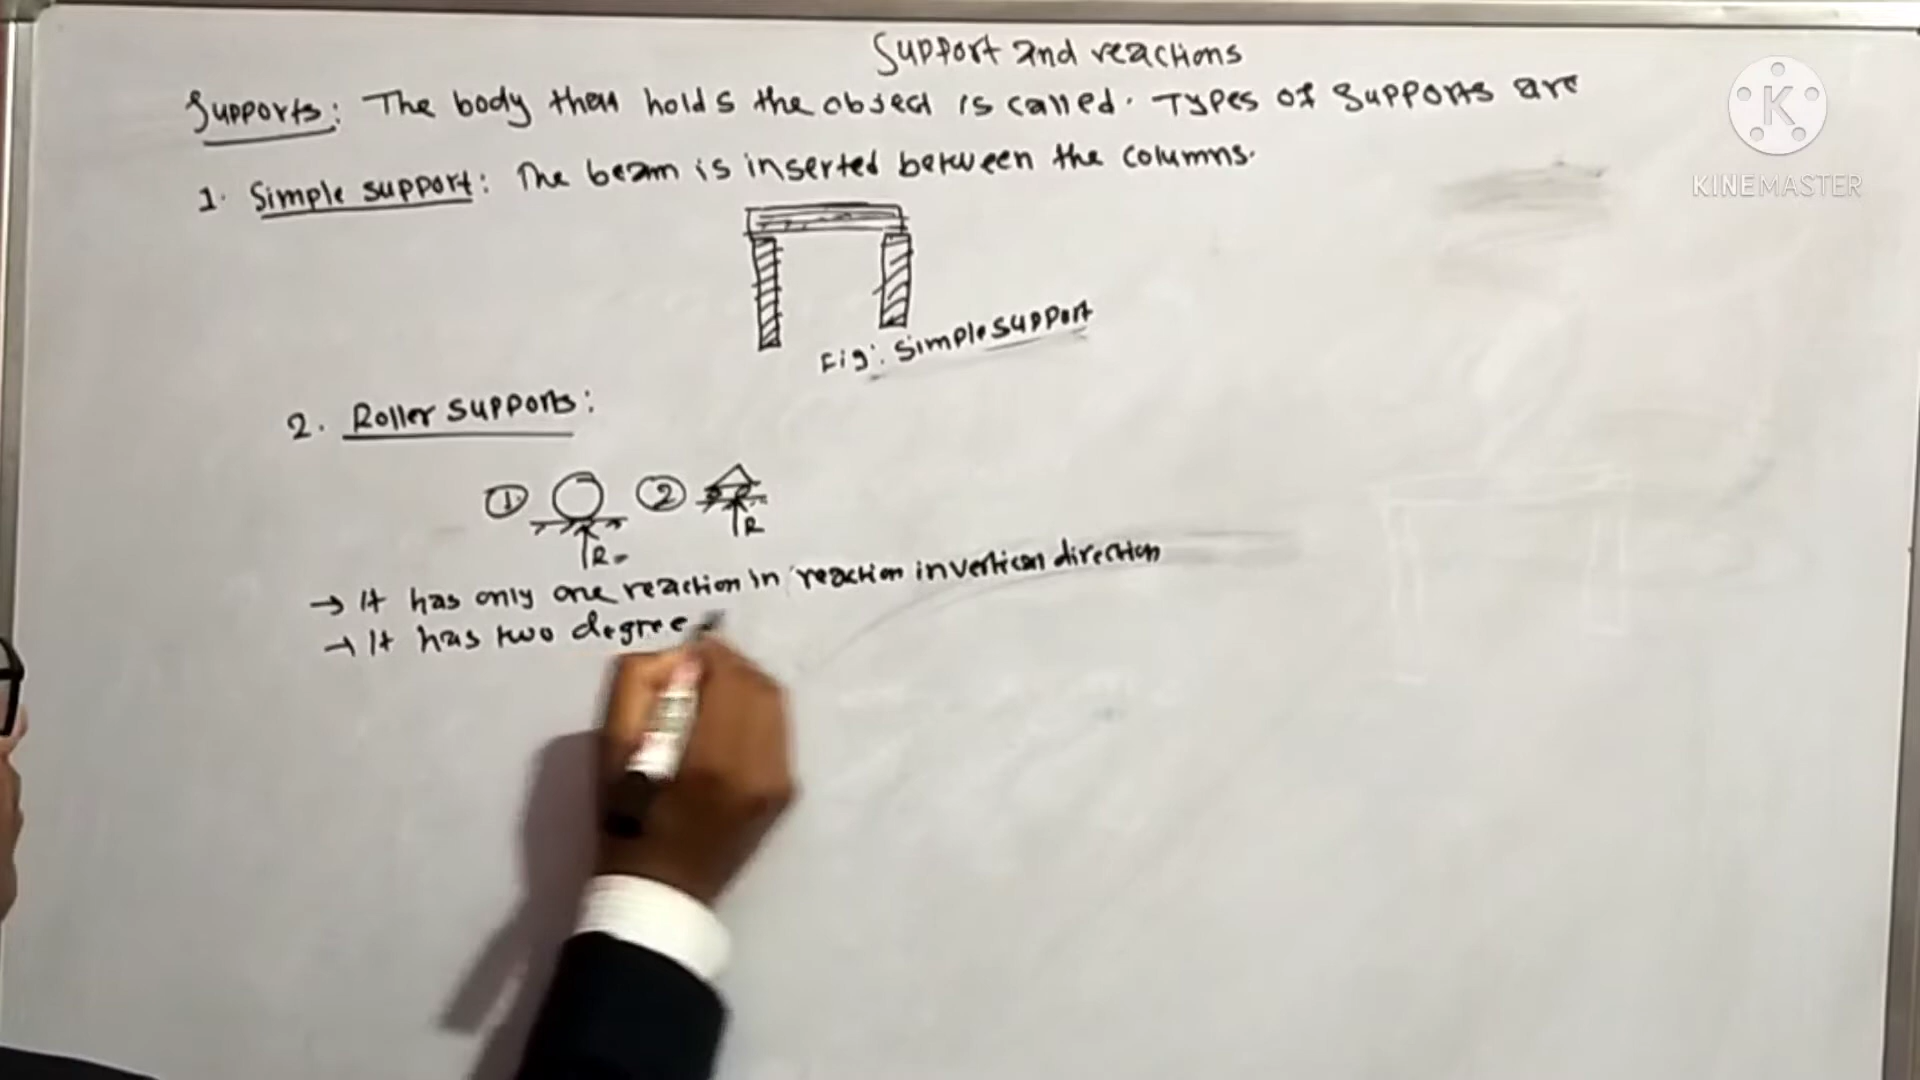 Support and reactions
Supports: The body then holds the object is called. Types of supports are
1. Simple support: The beam is inserted between the columns.
Fig: Simple support
2. Roller supports:
① ②
R R
→ It has only one reaction in reaction in vertical direction
→ It has two degree
K
KINEMASTER